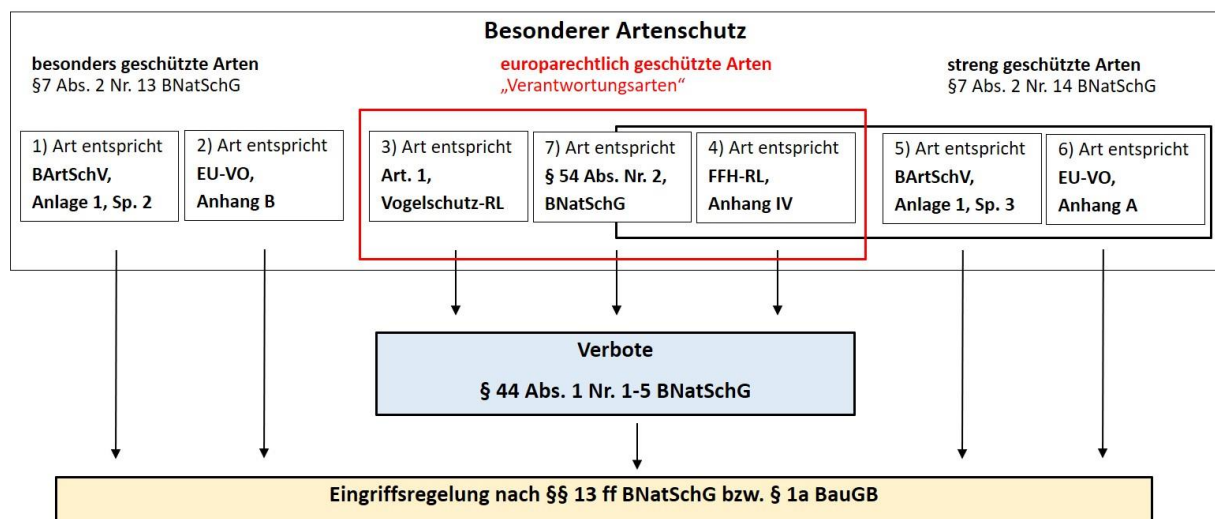 Besonderer Artenschutz
besonders geschützte Arten
§7 Abs. 2 Nr. 13 BNatSchG
europarechtlich geschützte Arten
„Verantwortungsarten“
streng geschützte Arten
§7 Abs. 2 Nr. 14 BNatSchG
1) Art entspricht
BArtSchV,
Anlage 1, Sp. 2
2) Art entspricht
EU-VO,
Anhang B
3) Art entspricht
Art. 1,
Vogelschutz-RL
7) Art entspricht
§ 54 Abs. Nr. 2,
BNatSchG
4) Art entspricht
FFH-RL,
Anhang IV
5) Art entspricht
BArtSchV,
Anlage 1, Sp. 3
6) Art entspricht
EU-VO,
Anhang A
Verbote
§ 44 Abs. 1 Nr. 1-5 BNatSchG
Eingriffsregelung nach §§ 13 ff BNatSchG bzw. § 1a BauGB